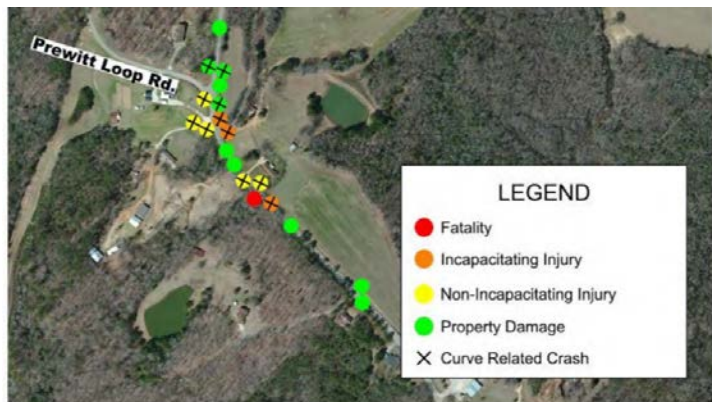 Prewitt Loop Rd.
LEGEND
Fatality
Incapacitating Injury
Non-Incapacitating Injury
Property Damage
Curve Related Crash